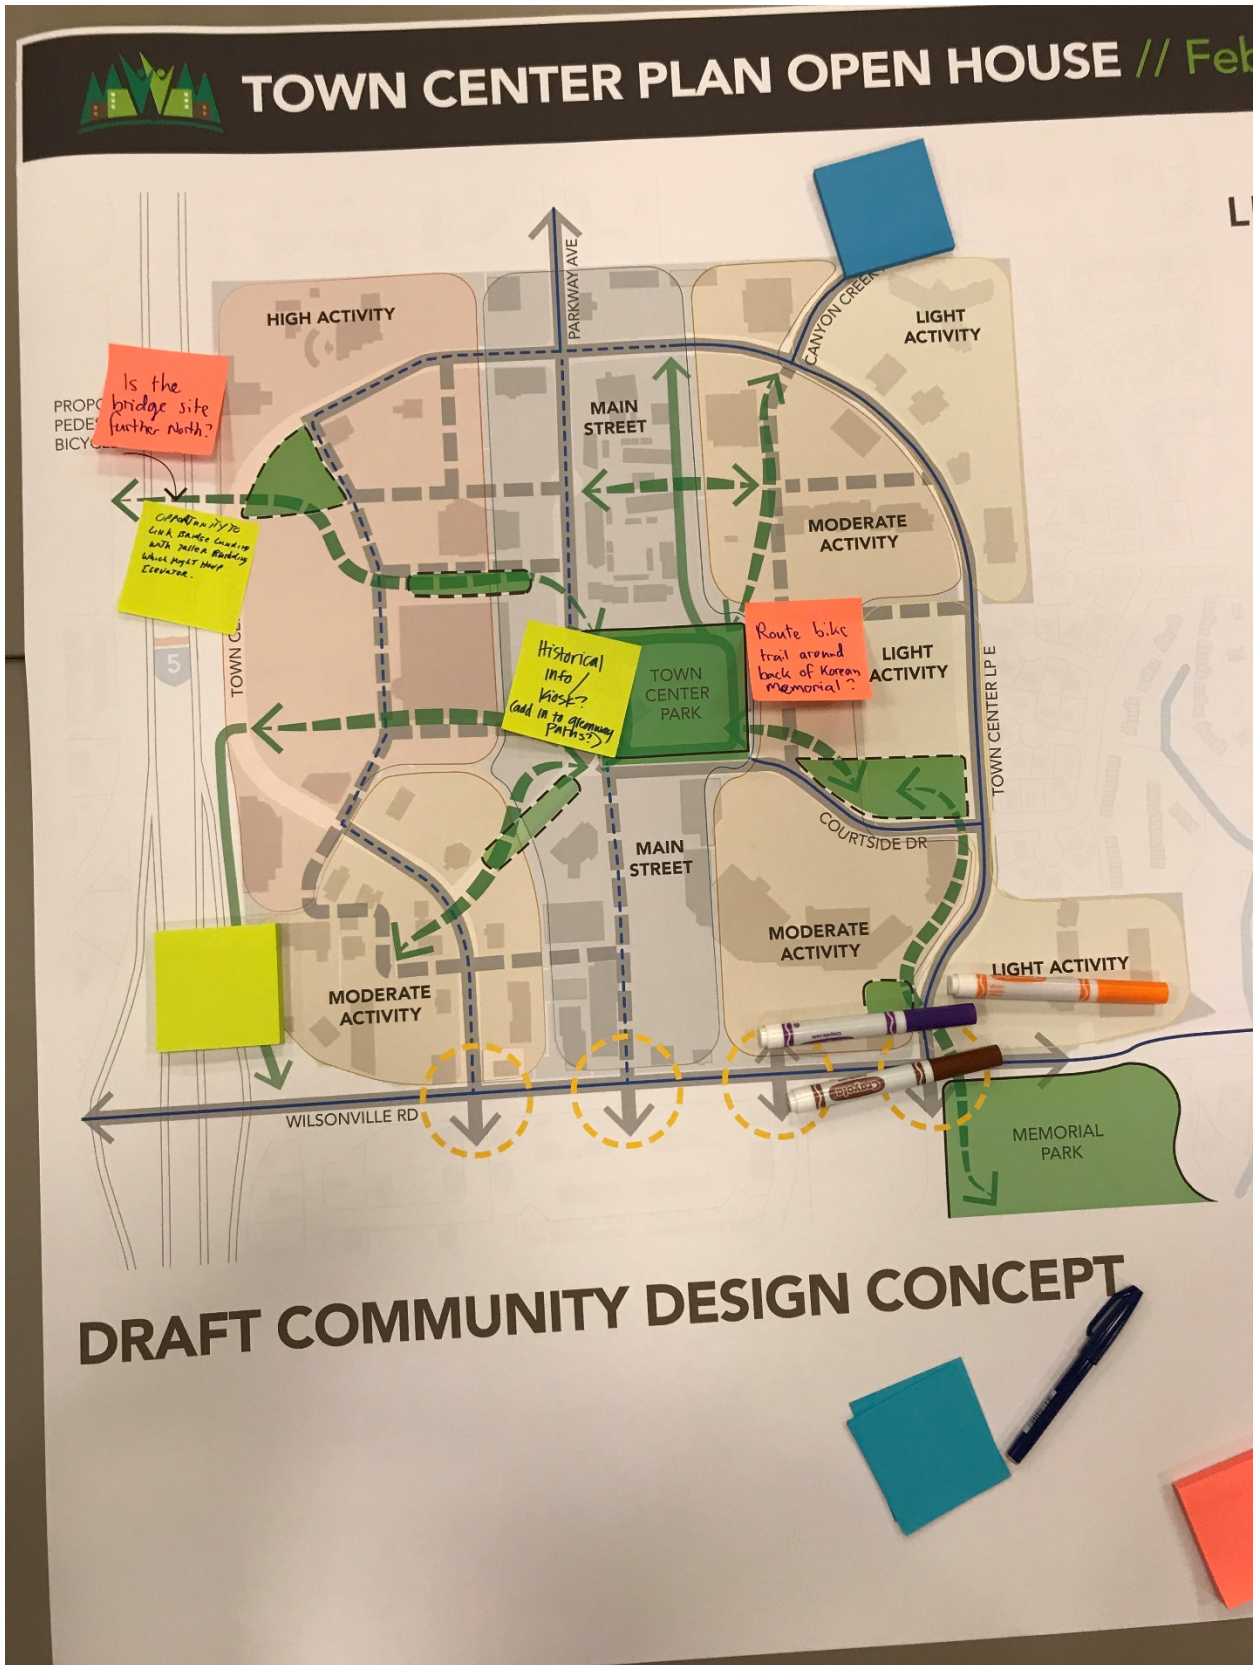 TOWN CENTER PLAN OPEN HOUSE // Feb
PARKWAY AVE
HIGH ACTIVITY
CANYON CREEK
LIGHT
ACTIVITY
Is the
bridge site
further North?
PROPO
PEDES
BICYC
MAIN
STREET
OPPORTUNITY TO
Link Bridge Landing
with Taller Building
Which Might Have
Elevator.
MODERATE
ACTIVITY
5
TOWN CE
Historical
info
Kiosk?
(add in to greenway
paths?)
TOWN
CENTER
PARK
Route bike
trail around
back of Korean
Memorial?
LIGHT
ACTIVITY
TOWN CENTER LP E
COURTSIDE DR
MAIN
STREET
MODERATE
ACTIVITY
LIGHT ACTIVITY
MODERATE
ACTIVITY
Crayola
WILSONVILLE RD
MEMORIAL
PARK
DRAFT COMMUNITY DESIGN CONCEPT